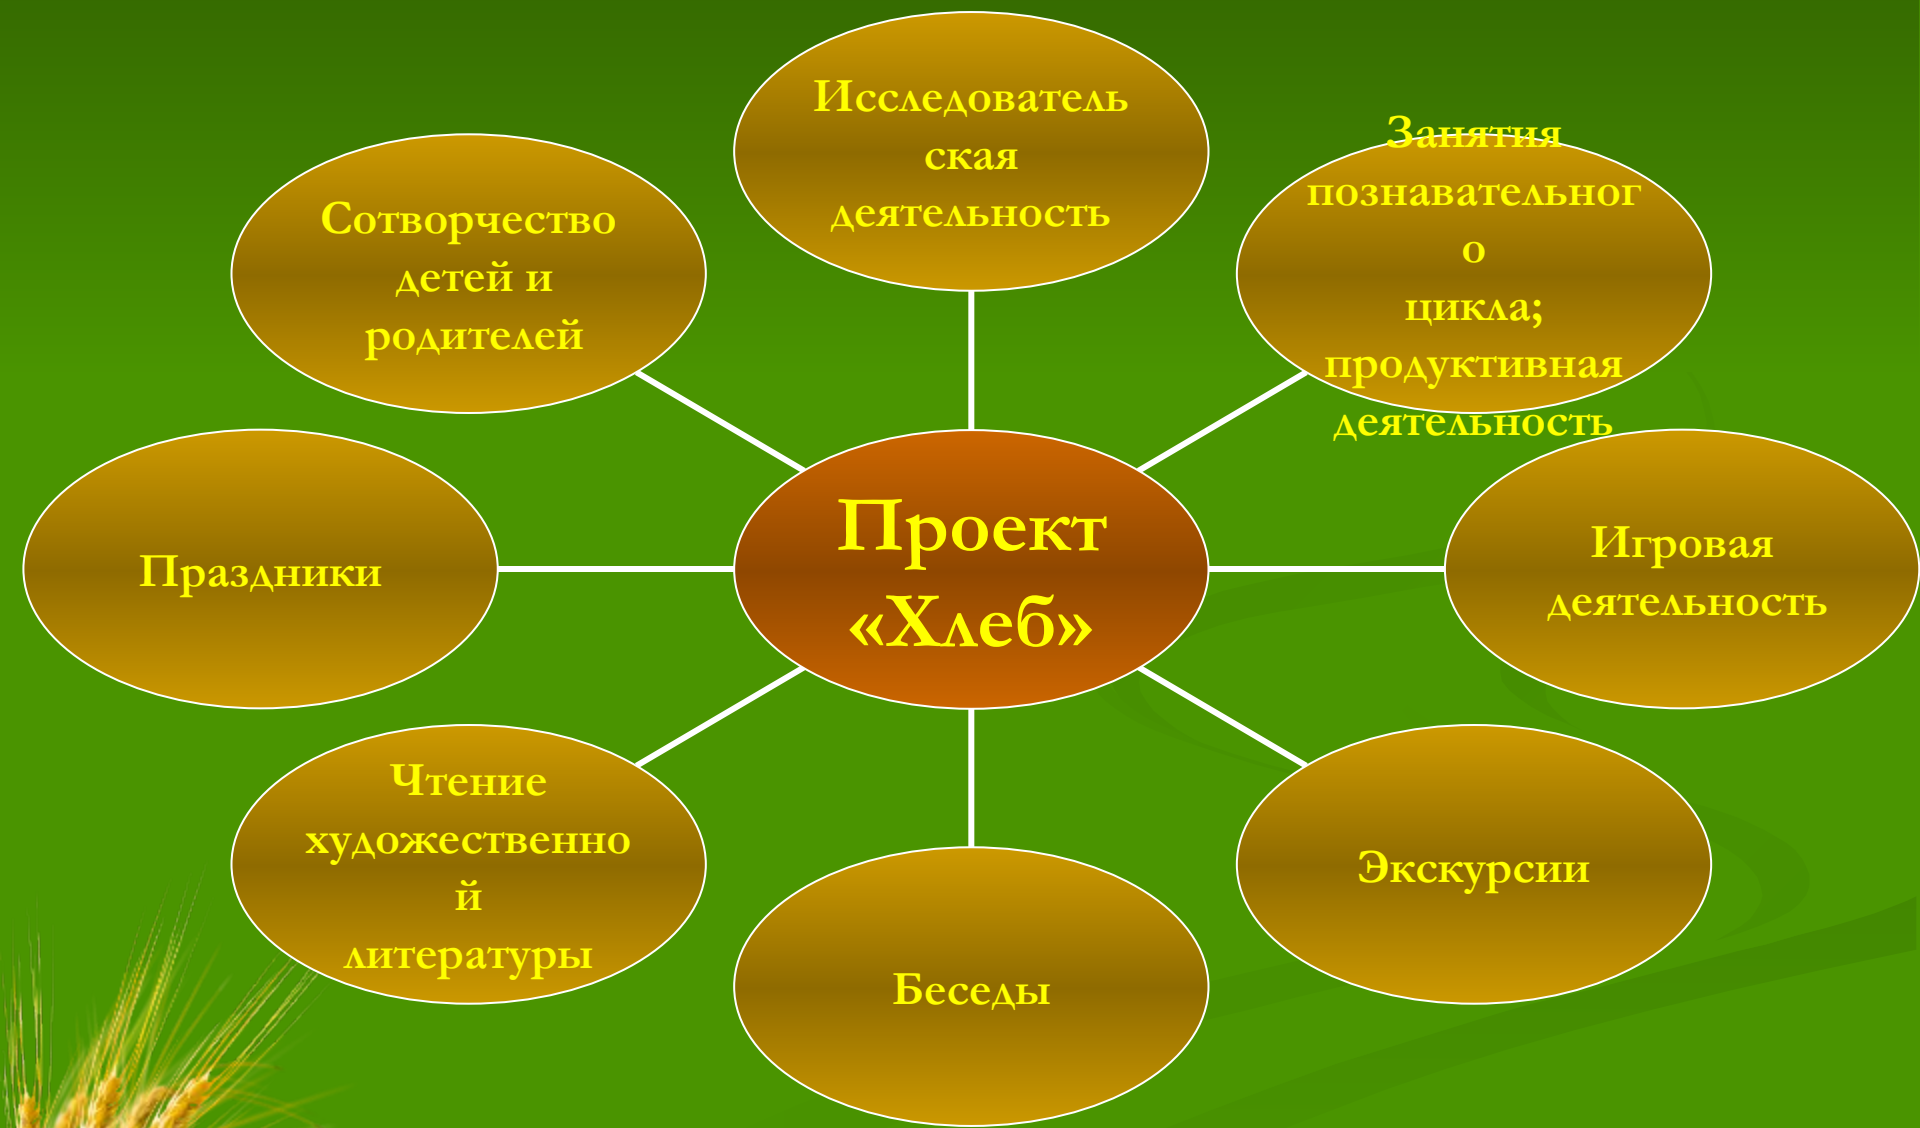 Исследователь
ская
деятельность
Занятия
познавательног
о
цикла;
продуктивная
деятельность
Сотворчество
детей и
родителей
Проект
«Хлеб»
Игровая
деятельность
Праздники
Чтение
художественно
й
литературы
Экскурсии
Беседы